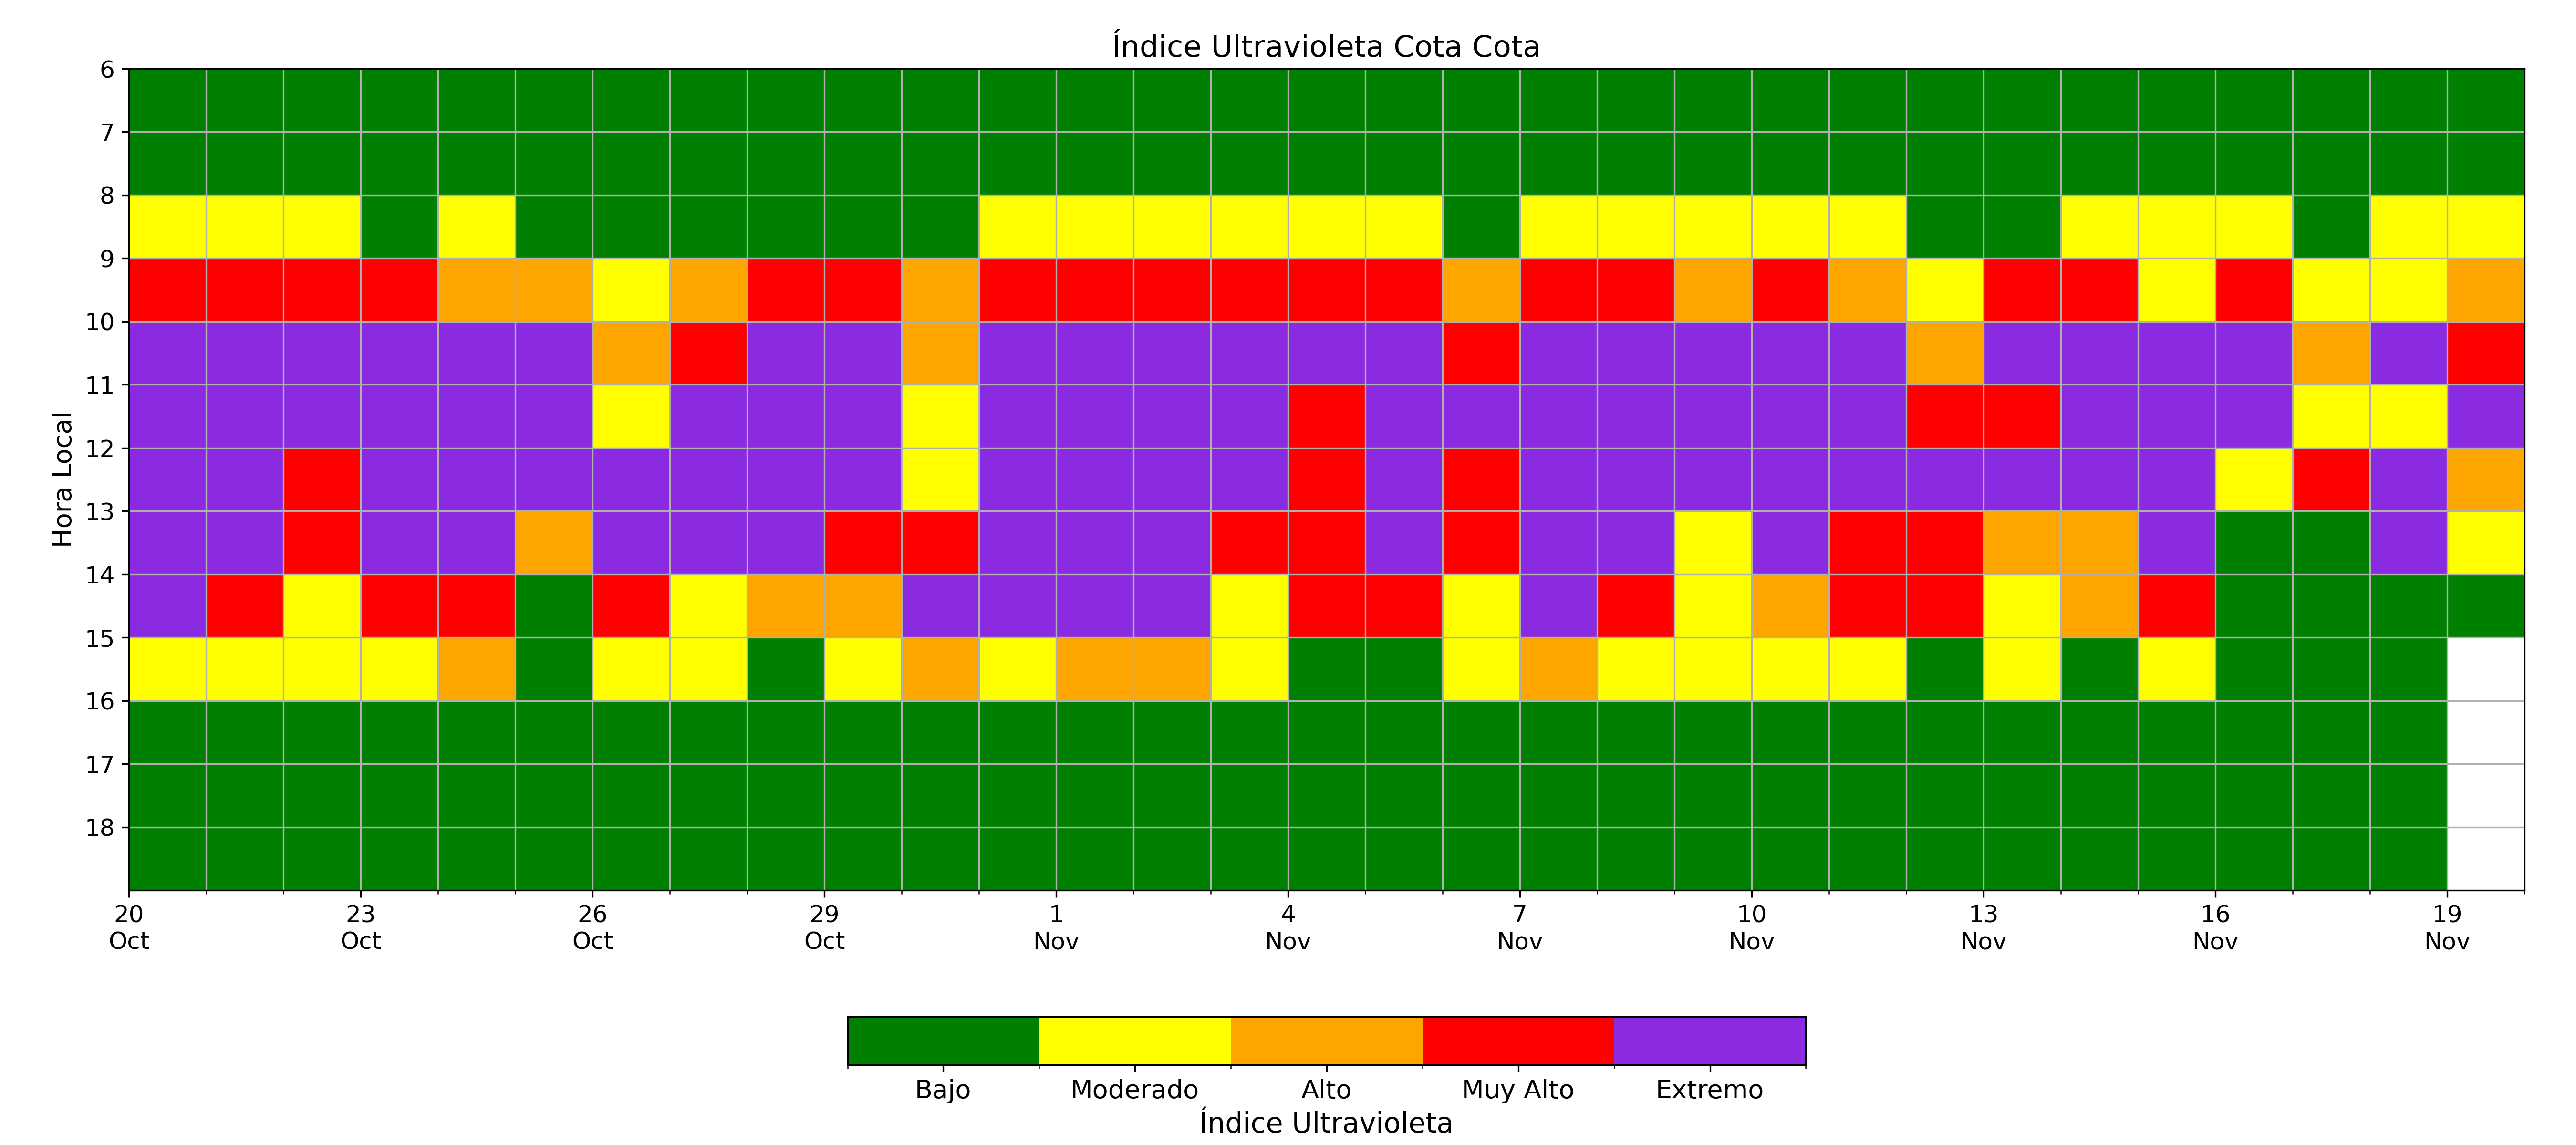 Índice Ultravioleta Cota Cota
Hora Local
6
7
8
9
10
11
12
13
14
15
16
17
18
20 23 26 29 1 4 7 10 13 16 19
Oct Oct Oct Oct Nov Nov Nov Nov Nov Nov Nov
Bajo Moderado Alto Muy Alto Extremo
Índice Ultravioleta